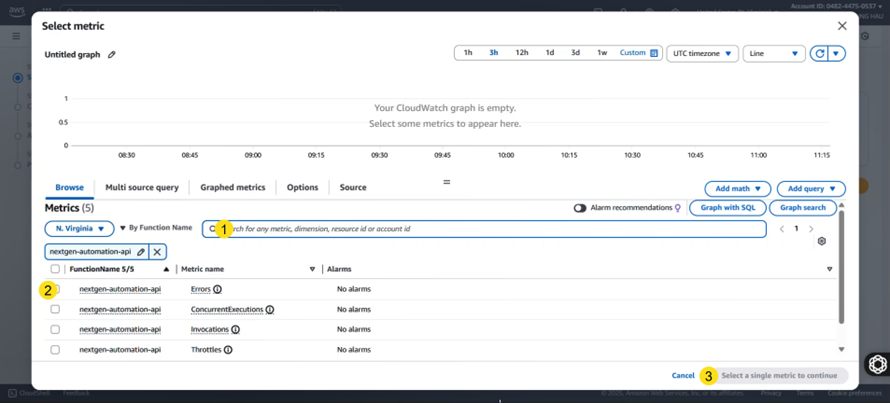 aws
Account ID: 0482-4475-0537
Select metric
Untitled graph
1h 3h 12h 1d 3d 1w Custom UTC timezone Line
1
0.5
0
Your CloudWatch graph is empty.
Select some metrics to appear here.
08:30 08:45 09:00 09:15 09:30 09:45 10:00 10:15 10:30 10:45 11:00 11:15
Browse Multi source query Graphed metrics Options Source
Add math Add query
Metrics (5)
Alarm recommendations Graph with SQL Graph search
N. Virginia By Function Name 1 for any metric, dimension, resource id or account id 1
nextgen-automation-api
FunctionName 5/5 Metric name Alarms
2 nextgen-automation-api Errors No alarms
nextgen-automation-api ConcurrentExecutions No alarms
nextgen-automation-api Invocations No alarms
nextgen-automation-api Throttles No alarms
Cancel 3 Select a single metric to continue
CloudShell Feedback © 2025, Amazon Web Services, Inc. or its affiliates. Privacy Terms Cookie preferences